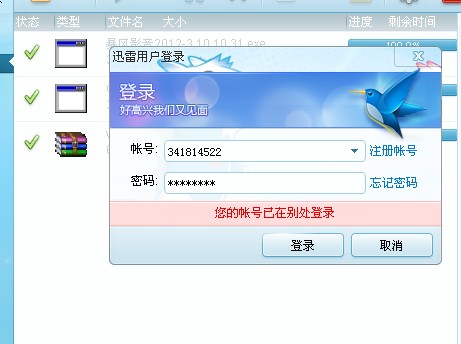 状态 类型 文件名 大小 进度 剩余时间
暴风影音2012-3.10.10.31.exe
100.0%
迅雷用户登录
登录
好高兴我们又见面
帐号: 341814522 注册帐号
密码: ******** 忘记密码
您的帐号已在别处登录
登录 取消